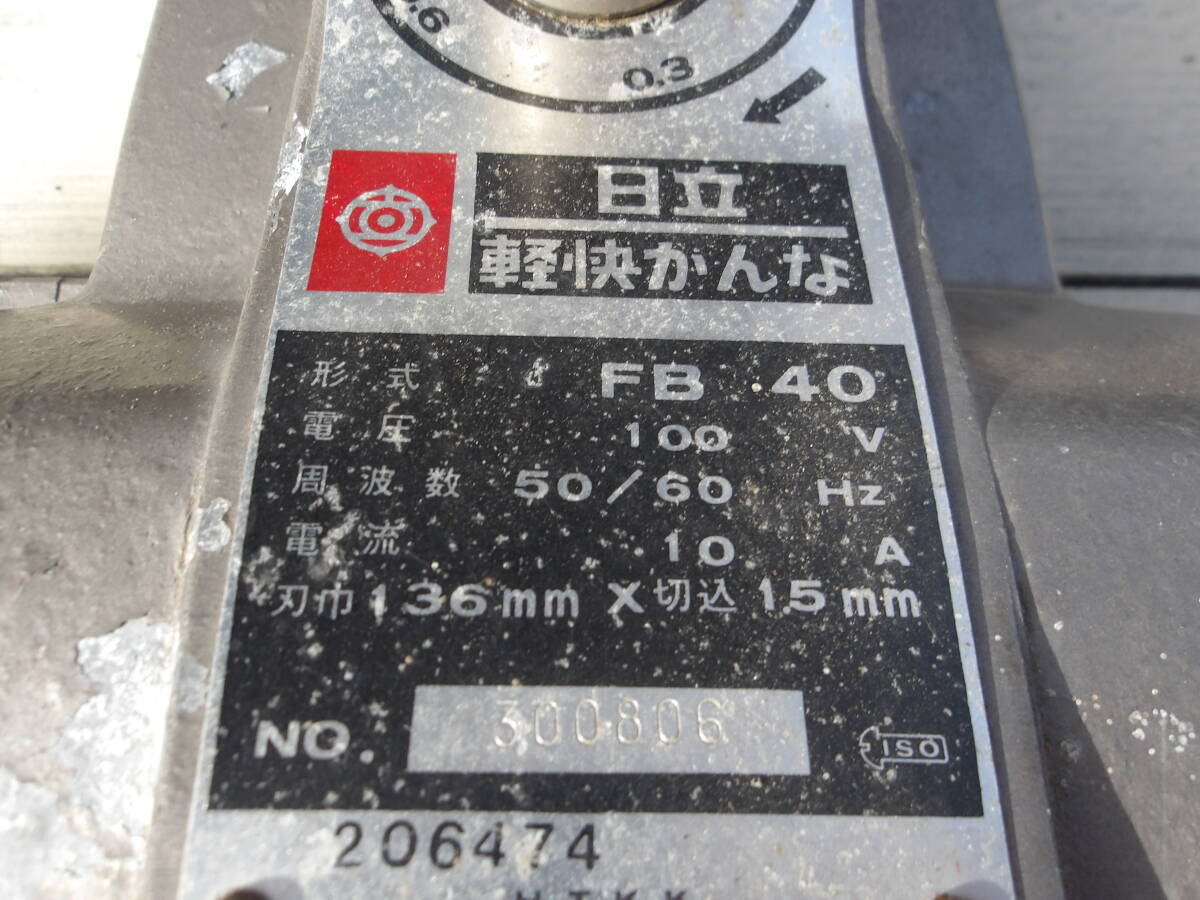 0.3
日立
軽快かんな
形式 FB 40
電圧 100 V
周波数 50/60 Hz
電流 10 A
刃巾 136mm X 切込 1.5mm
NO. 300806
ISO
206474